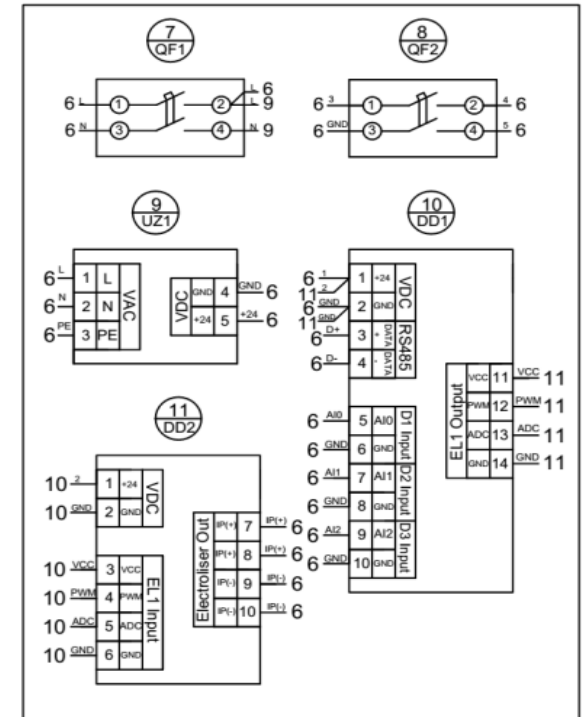 7
QF1
8
QF2
6 L 1 2 L 6
L 9
6 N 3 4 N 9
6 3 1 2 4 6
6 GND 3 4 5 6
9
UZ1
10
DD1
6 L 1 L
6 N 2 N
6 PE 3 PE
VAC
VDC
GND 4 GND 6
+24 5 +24 6
6 1 1 +24
11 2
6 GND 2 GND
11 GND
VDC
6 D+ 3 + DATA
6 D- 4 - DATA
RS485
6 AI0 5 AI0
6 GND 6 GND
D1 Input
6 AI1 7 AI1
6 GND 8 GND
D2 Input
6 AI2 9 AI2
6 GND 10 GND
D3 Input
EL1 Output
VCC 11 VCC 11
PWM 12 PWM 11
ADC 13 ADC 11
GND 14 GND 11
11
DD2
10 2 1 +24
10 GND 2 GND
VDC
10 VCC 3 VCC
10 PWM 4 PWM
10 ADC 5 ADC
10 GND 6 GND
EL1 Input
Electroliser Out
IP(+) 7 IP(+) 6
IP(+) 8 IP(+) 6
IP(-) 9 IP(-) 6
IP(-) 10 IP(-) 6